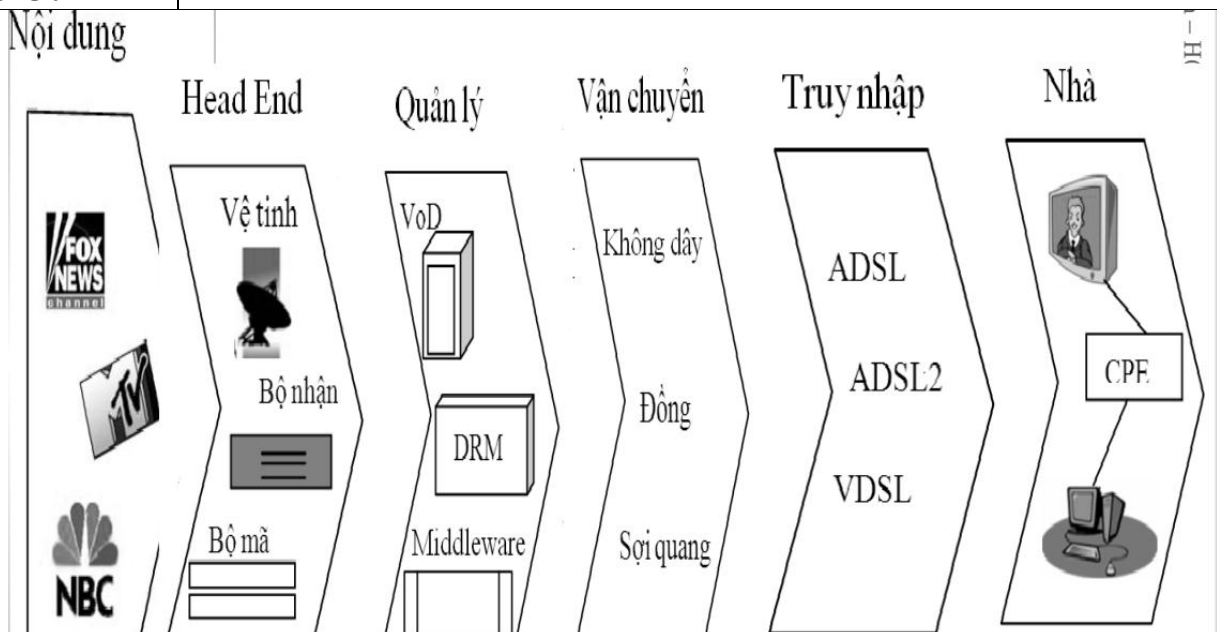 Nội dung
Head End
Quản lý
Vận chuyển
Truy nhập
Nhà
FOX
NEWS
channel
MTV
NBC
Vệ tinh
Bộ nhận
Bộ mã
VoD
DRM
Middleware
Không dây
Đồng
Sợi quang
ADSL
ADSL2
VDSL
CPE